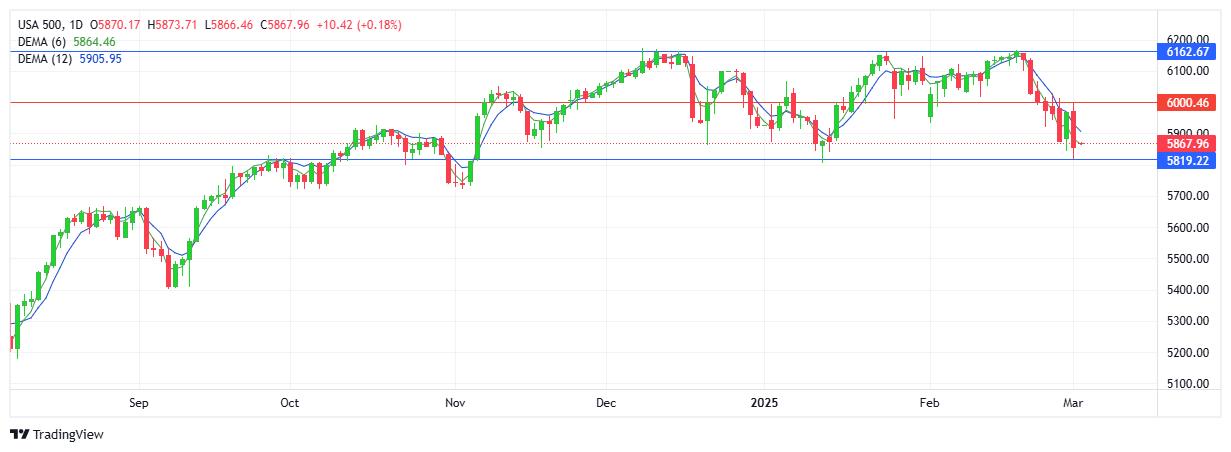 USA 500, 1D O5870.17 H5873.71 L5866.46 C5867.96 +10.42 (+0.18%)
DEMA (6) 5864.46
DEMA (12) 5905.95
6200.00
6162.67
6100.00
6000.46
5900.00
5867.96
5819.22
5700.00
5600.00
5500.00
5400.00
5300.00
5200.00
5100.00
Sep Oct Nov Dec 2025 Feb Mar
TradingView